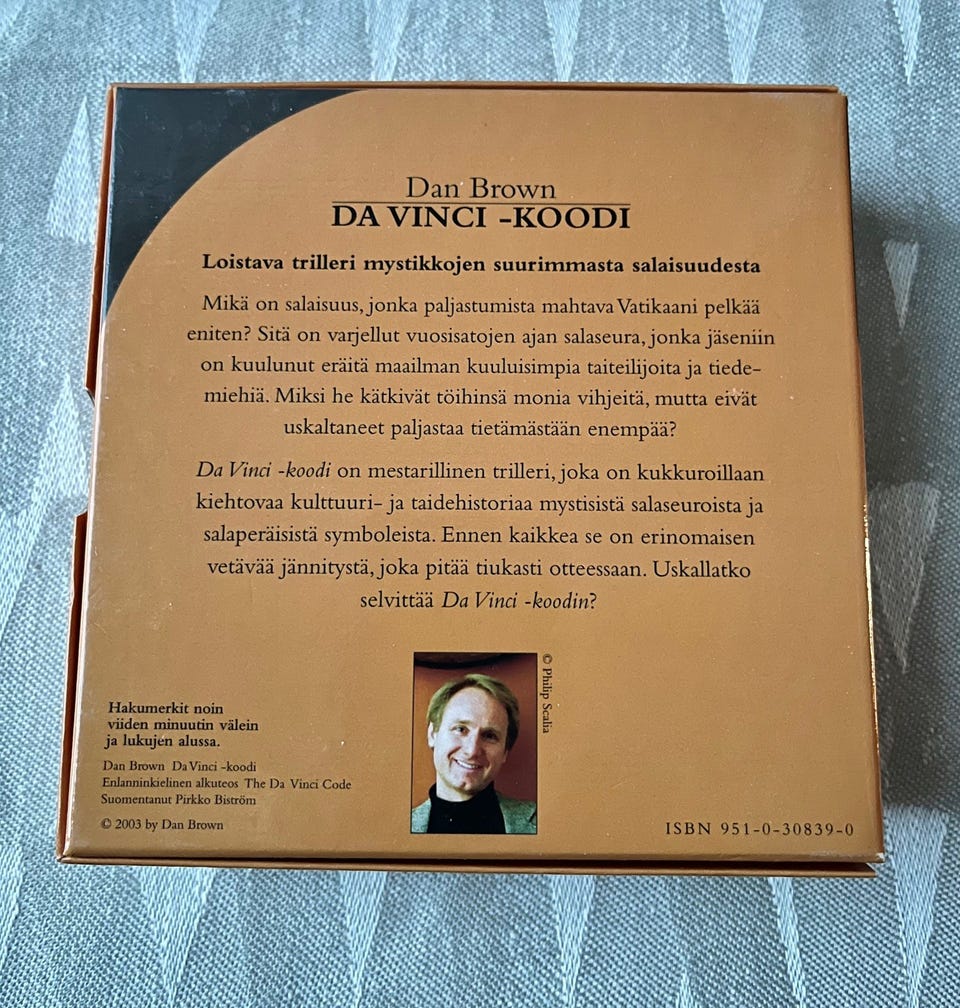 Dan Brown
DA VINCI -KOODI
Loistava trilleri mystikkojen suurimmasta salaisuudesta
Mikä on salaisuus, jonka paljastumista mahtava Vatikaani pelkää
eniten? Sitä on varjellut vuosisatojen ajan salaseura, jonka jäseniin
on kuulunut eräitä maailman kuuluisimpia taiteilijoita ja tiede-
miehiä. Miksi he kätkivät töihinsä monia vihjeitä, mutta eivät
uskaltaneet paljastaa tietämästään enempää?
Da Vinci -koodi on mestarillinen trilleri, joka on kukkuroillaan
kiehtovaa kulttuuri- ja taidehistoriaa mystisistä salaseuroista ja
salaperäisistä symboleista. Ennen kaikkea se on erinomaisen
vetävää jännitystä, joka pitää tiukasti otteessaan. Uskallatko
selvittää Da Vinci -koodin?
© Philip Scalia
Hakumerkit noin
viiden minuutin välein
ja lukujen alussa.
Dan Brown Da Vinci -koodi
Enlanninkielinen alkuteos The Da Vinci Code
Suomentanut Pirkko Biström
© 2003 by Dan Brown
ISBN 951-0-30839-0